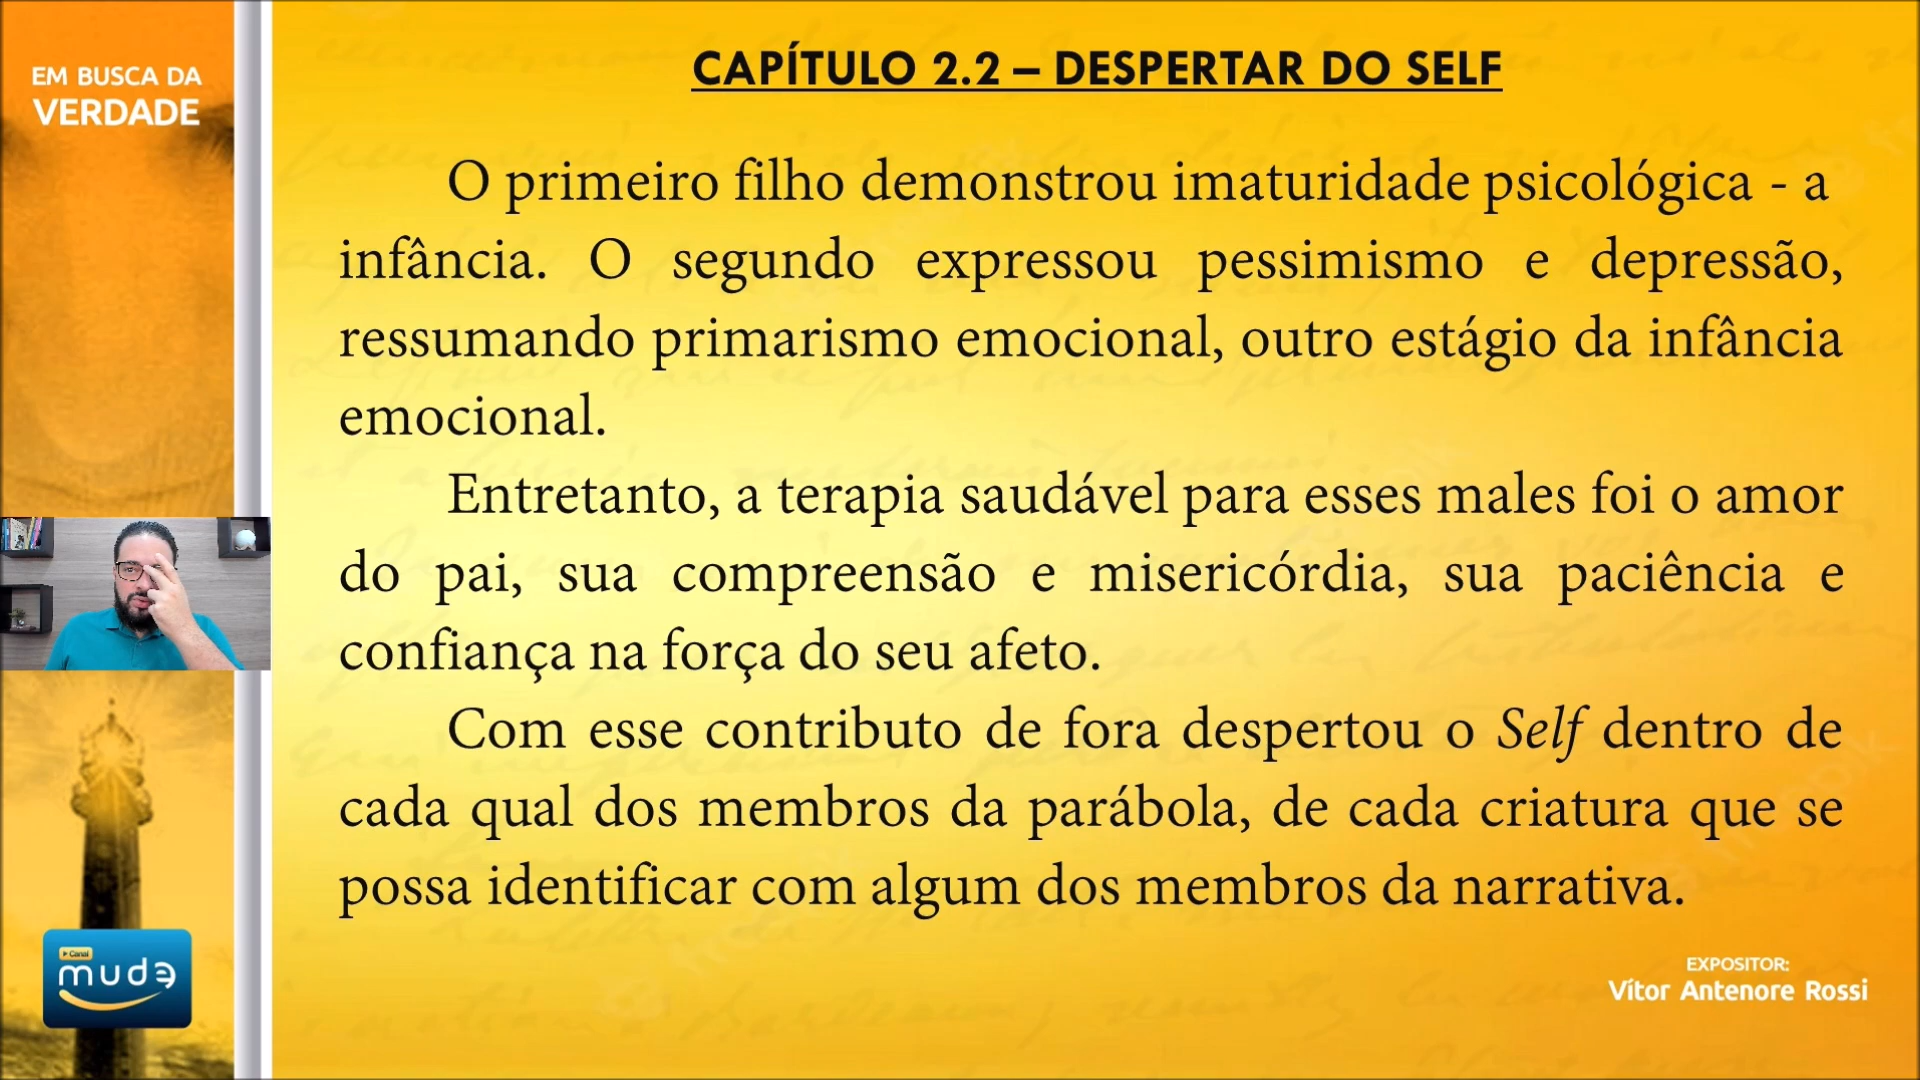 EM BUSCA DA
VERDADE
CAPÍTULO 2.2 – DESPERTAR DO SELF
O primeiro filho demonstrou imaturidade psicológica - a
infância. O segundo expressou pessimismo e depressão,
ressumando primarismo emocional, outro estágio da infância
emocional.
Entretanto, a terapia saudável para esses males foi o amor
do pai, sua compreensão e misericórdia, sua paciência e
confiança na força do seu afeto.
Com esse contributo de fora despertou o Self dentro de
cada qual dos membros da parábola, de cada criatura que se
possa identificar com algum dos membros da narrativa.
Canal
mude
EXPOSITOR:
Vítor Antenore Rossi